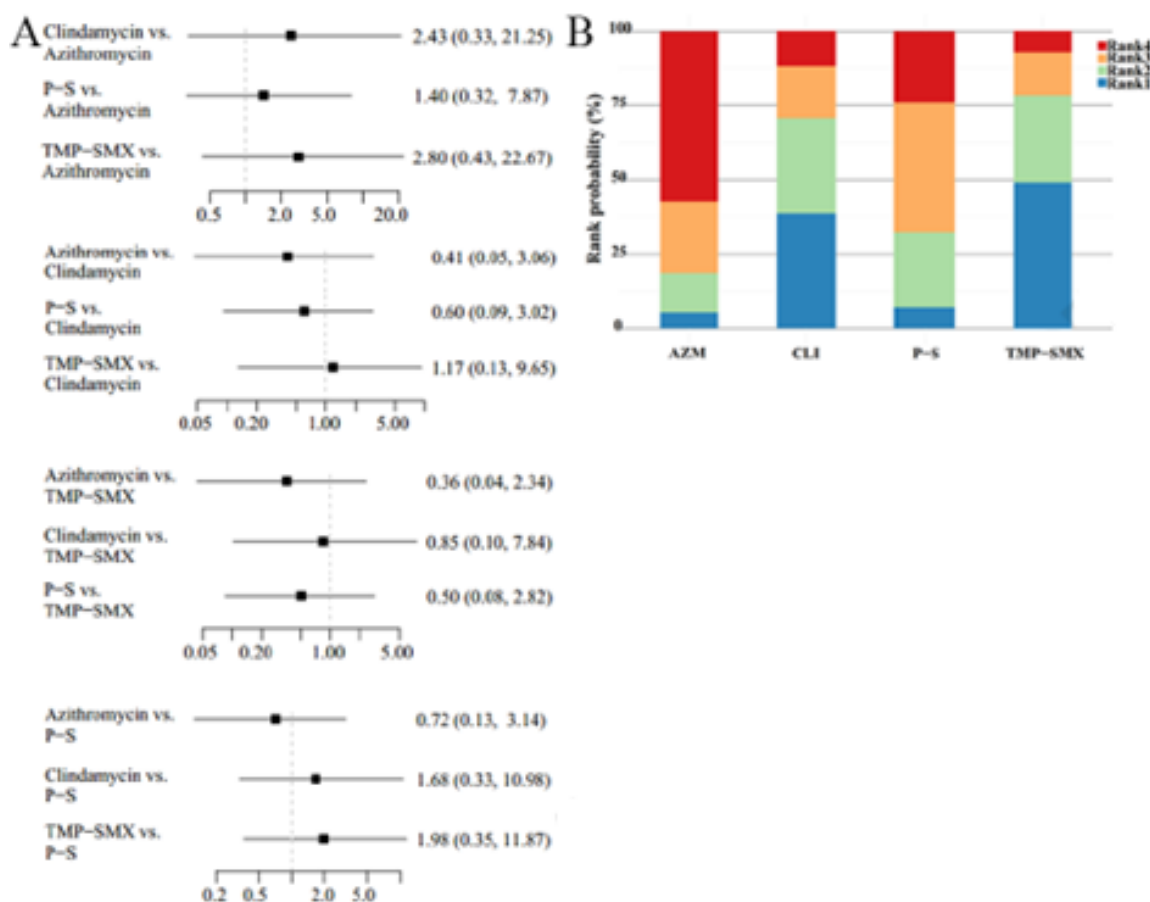 A
Clindamycin vs.
Azithromycin
2.43 (0.33, 21.25)
P−S vs.
Azithromycin
1.40 (0.32, 7.87)
TMP−SMX vs.
Azithromycin
2.80 (0.43, 22.67)
0.5 2.0 5.0 20.0
Azithromycin vs.
Clindamycin
0.41 (0.05, 3.06)
P−S vs.
Clindamycin
0.60 (0.09, 3.02)
TMP−SMX vs.
Clindamycin
1.17 (0.13, 9.65)
0.05 0.20 1.00 5.00
Azithromycin vs.
TMP−SMX
0.36 (0.04, 2.34)
Clindamycin vs.
TMP−SMX
0.85 (0.10, 7.84)
P−S vs.
TMP−SMX
0.50 (0.08, 2.82)
0.05 0.20 1.00 5.00
Azithromycin vs.
P−S
0.72 (0.13, 3.14)
Clindamycin vs.
P−S
1.68 (0.33, 10.98)
TMP−SMX vs.
P−S
1.98 (0.35, 11.87)
0.2 0.5 2.0 5.0
B
Rank probability (%)
100
75
50
25
0
AZM CLI P−S TMP−SMX
Rank4
Rank3
Rank2
Rank1